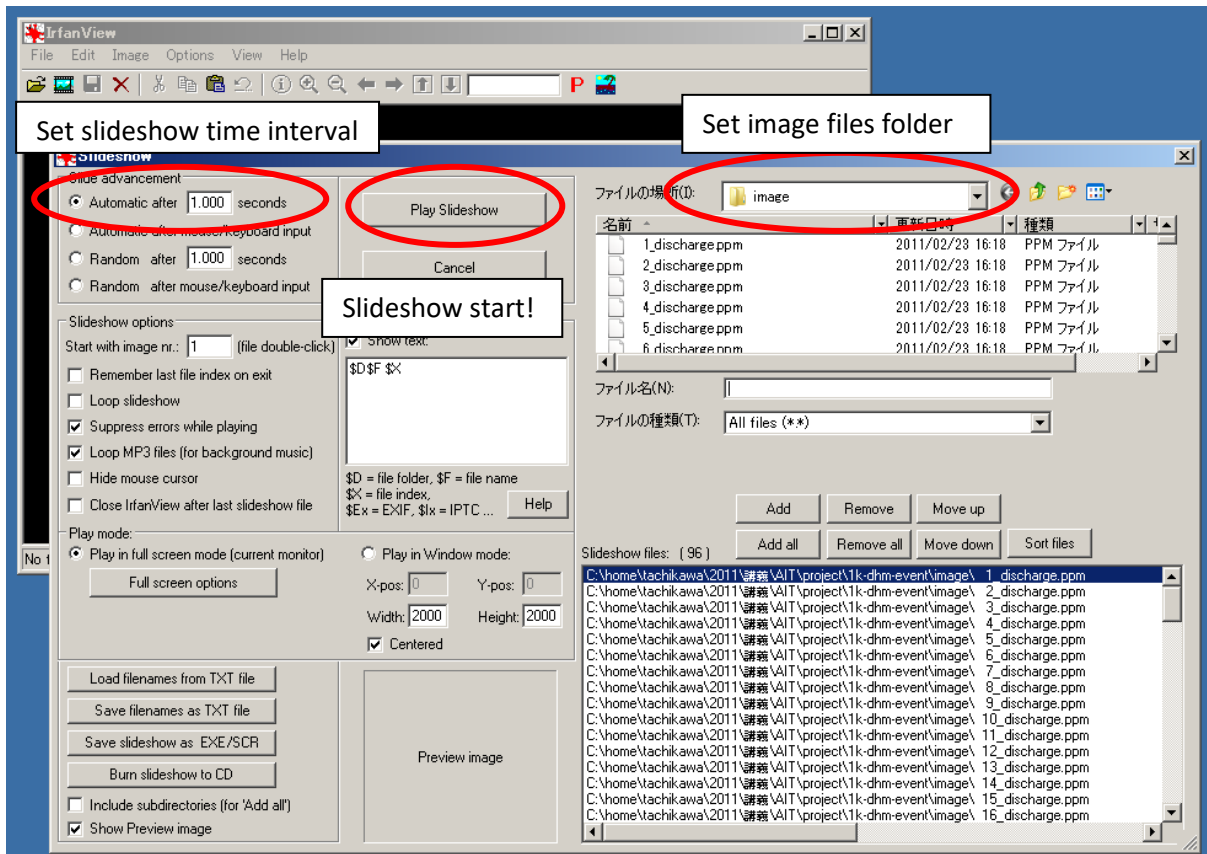 IrfanView
File Edit Image Options View Help
P
Set slideshow time interval
Set image files folder
Slideshow
Slide advancement
Automatic after 1.000 seconds
Automatic after mouse/keyboard input
Random after 1.000 seconds
Random after mouse/keyboard input
Play Slideshow
Cancel
Slideshow start!
Slideshow options
Start with image nr.: 1 (file double-click)
Remember last file index on exit
Loop slideshow
Suppress errors while playing
Loop MP3 files (for background music)
Hide mouse cursor
Close IrfanView after last slideshow file
Show text:
$D$F $X
$D = file folder, $F = file name
$X = file index,
$Ex = EXIF, $Ix = IPTC ...
Help
Play mode:
Play in full screen mode (current monitor)
Full screen options
Play in Window mode:
X-pos: 0 Y-pos: 0
Width: 2000 Height: 2000
Centered
Load filenames from TXT file
Save filenames as TXT file
Save slideshow as EXE/SCR
Burn slideshow to CD
Include subdirectories (for 'Add all')
Show Preview image
Preview image
ファイルの場所(I): image
名前 更新日時 種類
1_discharge.ppm 2011/02/23 16:18 PPM ファイル
2_discharge.ppm 2011/02/23 16:18 PPM ファイル
3_discharge.ppm 2011/02/23 16:18 PPM ファイル
4_discharge.ppm 2011/02/23 16:18 PPM ファイル
5_discharge.ppm 2011/02/23 16:18 PPM ファイル
6_discharge.ppm 2011/02/23 16:18 PPM ファイル
ファイル名(N):
ファイルの種類(T): All files (*.*)
Add Remove Move up
Slideshow files: ( 96 ) Add all Remove all Move down Sort files
C:\home\tachikawa\2011\講義\AIT\project\1k-dhm-event\image\ 1_discharge.ppm
C:\home\tachikawa\2011\講義\AIT\project\1k-dhm-event\image\ 2_discharge.ppm
C:\home\tachikawa\2011\講義\AIT\project\1k-dhm-event\image\ 3_discharge.ppm
C:\home\tachikawa\2011\講義\AIT\project\1k-dhm-event\image\ 4_discharge.ppm
C:\home\tachikawa\2011\講義\AIT\project\1k-dhm-event\image\ 5_discharge.ppm
C:\home\tachikawa\2011\講義\AIT\project\1k-dhm-event\image\ 6_discharge.ppm
C:\home\tachikawa\2011\講義\AIT\project\1k-dhm-event\image\ 7_discharge.ppm
C:\home\tachikawa\2011\講義\AIT\project\1k-dhm-event\image\ 8_discharge.ppm
C:\home\tachikawa\2011\講義\AIT\project\1k-dhm-event\image\ 9_discharge.ppm
C:\home\tachikawa\2011\講義\AIT\project\1k-dhm-event\image\ 10_discharge.ppm
C:\home\tachikawa\2011\講義\AIT\project\1k-dhm-event\image\ 11_discharge.ppm
C:\home\tachikawa\2011\講義\AIT\project\1k-dhm-event\image\ 12_discharge.ppm
C:\home\tachikawa\2011\講義\AIT\project\1k-dhm-event\image\ 13_discharge.ppm
C:\home\tachikawa\2011\講義\AIT\project\1k-dhm-event\image\ 14_discharge.ppm
C:\home\tachikawa\2011\講義\AIT\project\1k-dhm-event\image\ 15_discharge.ppm
C:\home\tachikawa\2011\講義\AIT\project\1k-dhm-event\image\ 16_discharge.ppm